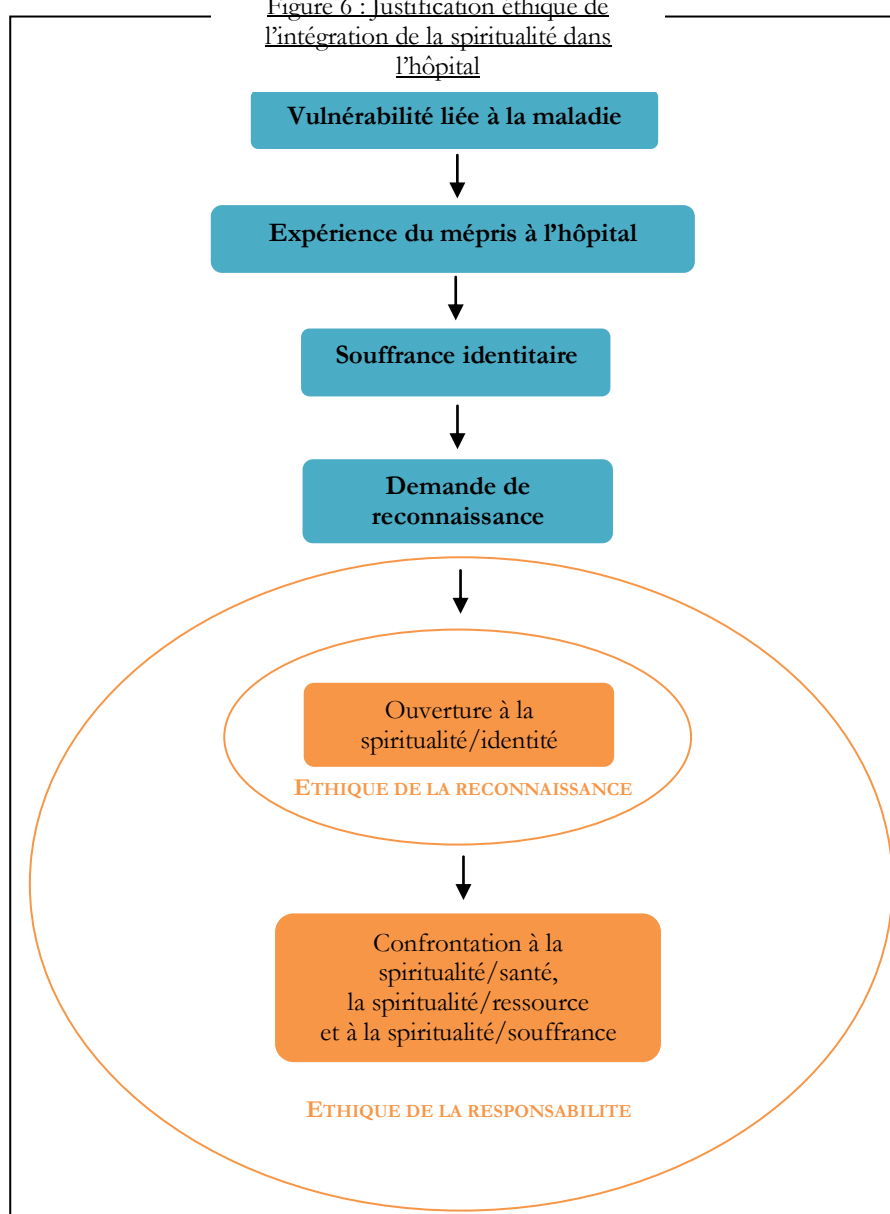 Figure 6 : Justification éthique de
l'intégration de la spiritualité dans
l'hôpital
Vulnérabilité liée à la maladie
Expérience du mépris à l'hôpital
Souffrance identitaire
Demande de
reconnaissance
Ouverture à la
spiritualité/identité
ETHIQUE DE LA RECONNAISSANCE
Confrontation à la
spiritualité/santé,
la spiritualité/ressource
et à la spiritualité/souffrance
ETHIQUE DE LA RESPONSABILITE